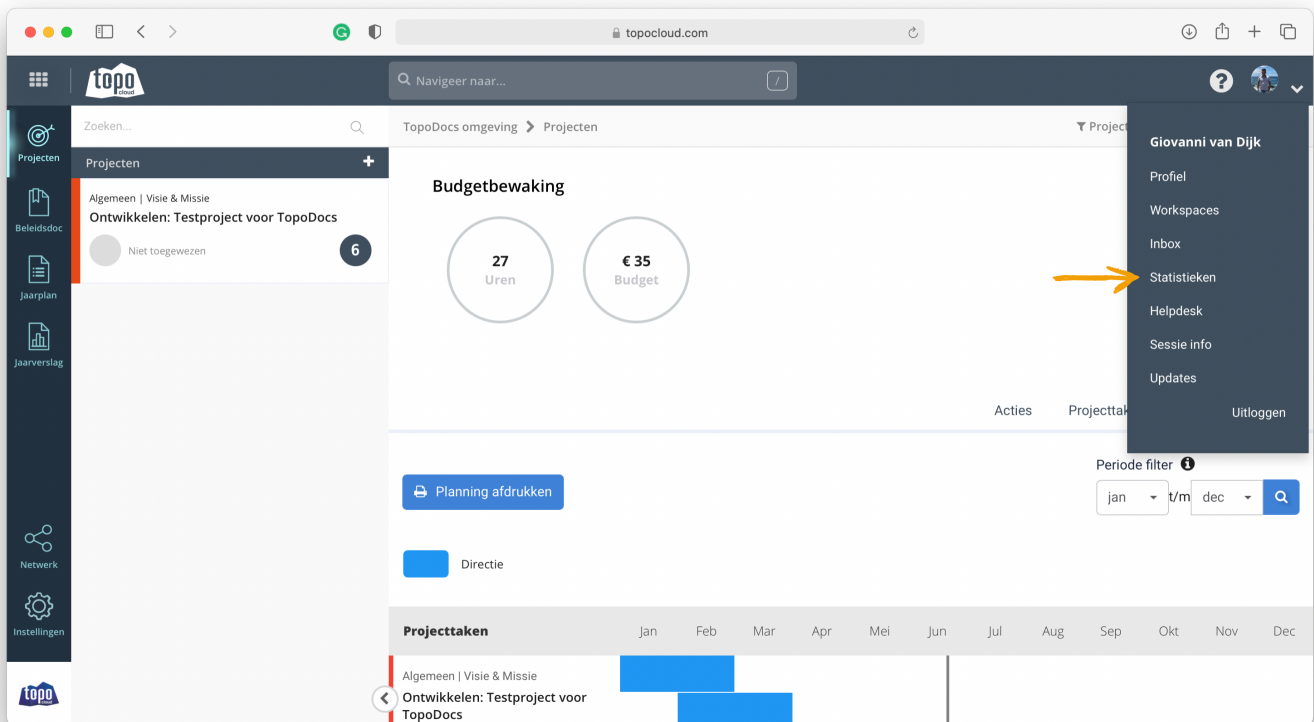 topocloud.com
topo
cloud
Navigeer naar...
/
?
Projecten
Beleidsdoc
Jaarplan
Jaarverslag
Netwerk
Instellingen
topo
cloud
Zoeken...
Projecten
+
Algemeen | Visie & Missie
Ontwikkelen: Testproject voor TopoDocs
Niet toegewezen
6
TopoDocs omgeving
Projecten
Project
Budgetbewaking
27
Uren
€ 35
Budget
Acties
Projecttak
Giovanni van Dijk
Profiel
Workspaces
Inbox
Statistieken
Helpdesk
Sessie info
Updates
Uitloggen
Planning afdrukken
Periode filter
jan
t/m
dec
Directie
Projecttaken
Jan Feb Mar Apr Mei Jun Jul Aug Sep Okt Nov Dec
Algemeen | Visie & Missie
Ontwikkelen: Testproject voor
TopoDocs